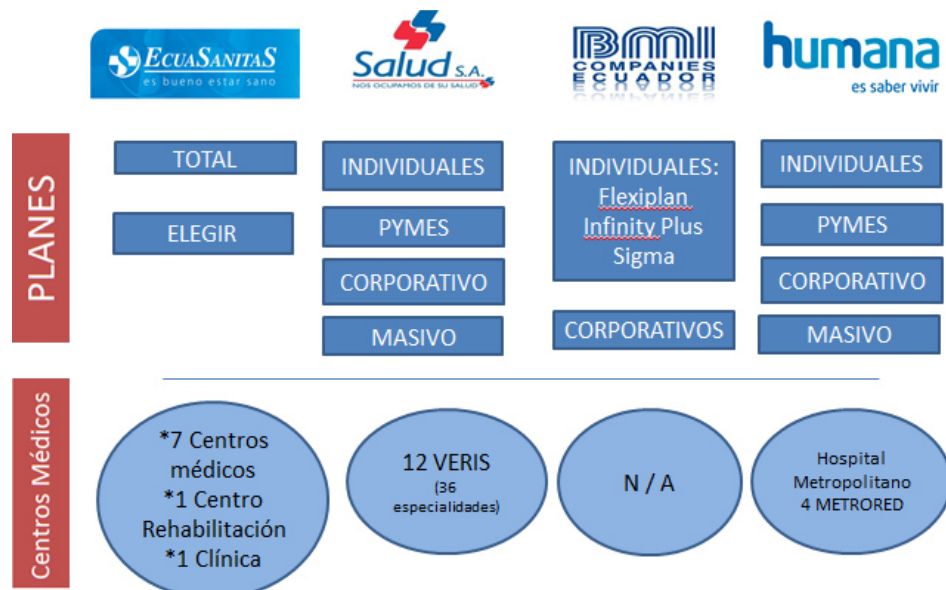 ECUASANITAS
es bueno estar sano
Salud S.A.
NOS OCUPAMOS DE SU SALUD
BMI
COMPANIES
ECUADOR
humana
es saber vivir
PLANES
TOTAL
ELEGIR
INDIVIDUALES
PYMES
CORPORATIVO
MASIVO
INDIVIDUALES:
Flexiplan
Infinity Plus
Sigma
CORPORATIVOS
INDIVIDUALES
PYMES
CORPORATIVO
MASIVO
Centros Médicos
*7 Centros
médicos
*1 Centro
Rehabilitación
*1 Clínica
12 VERIS
(36
especialidades)
N / A
Hospital
Metropolitano
4 METRORED